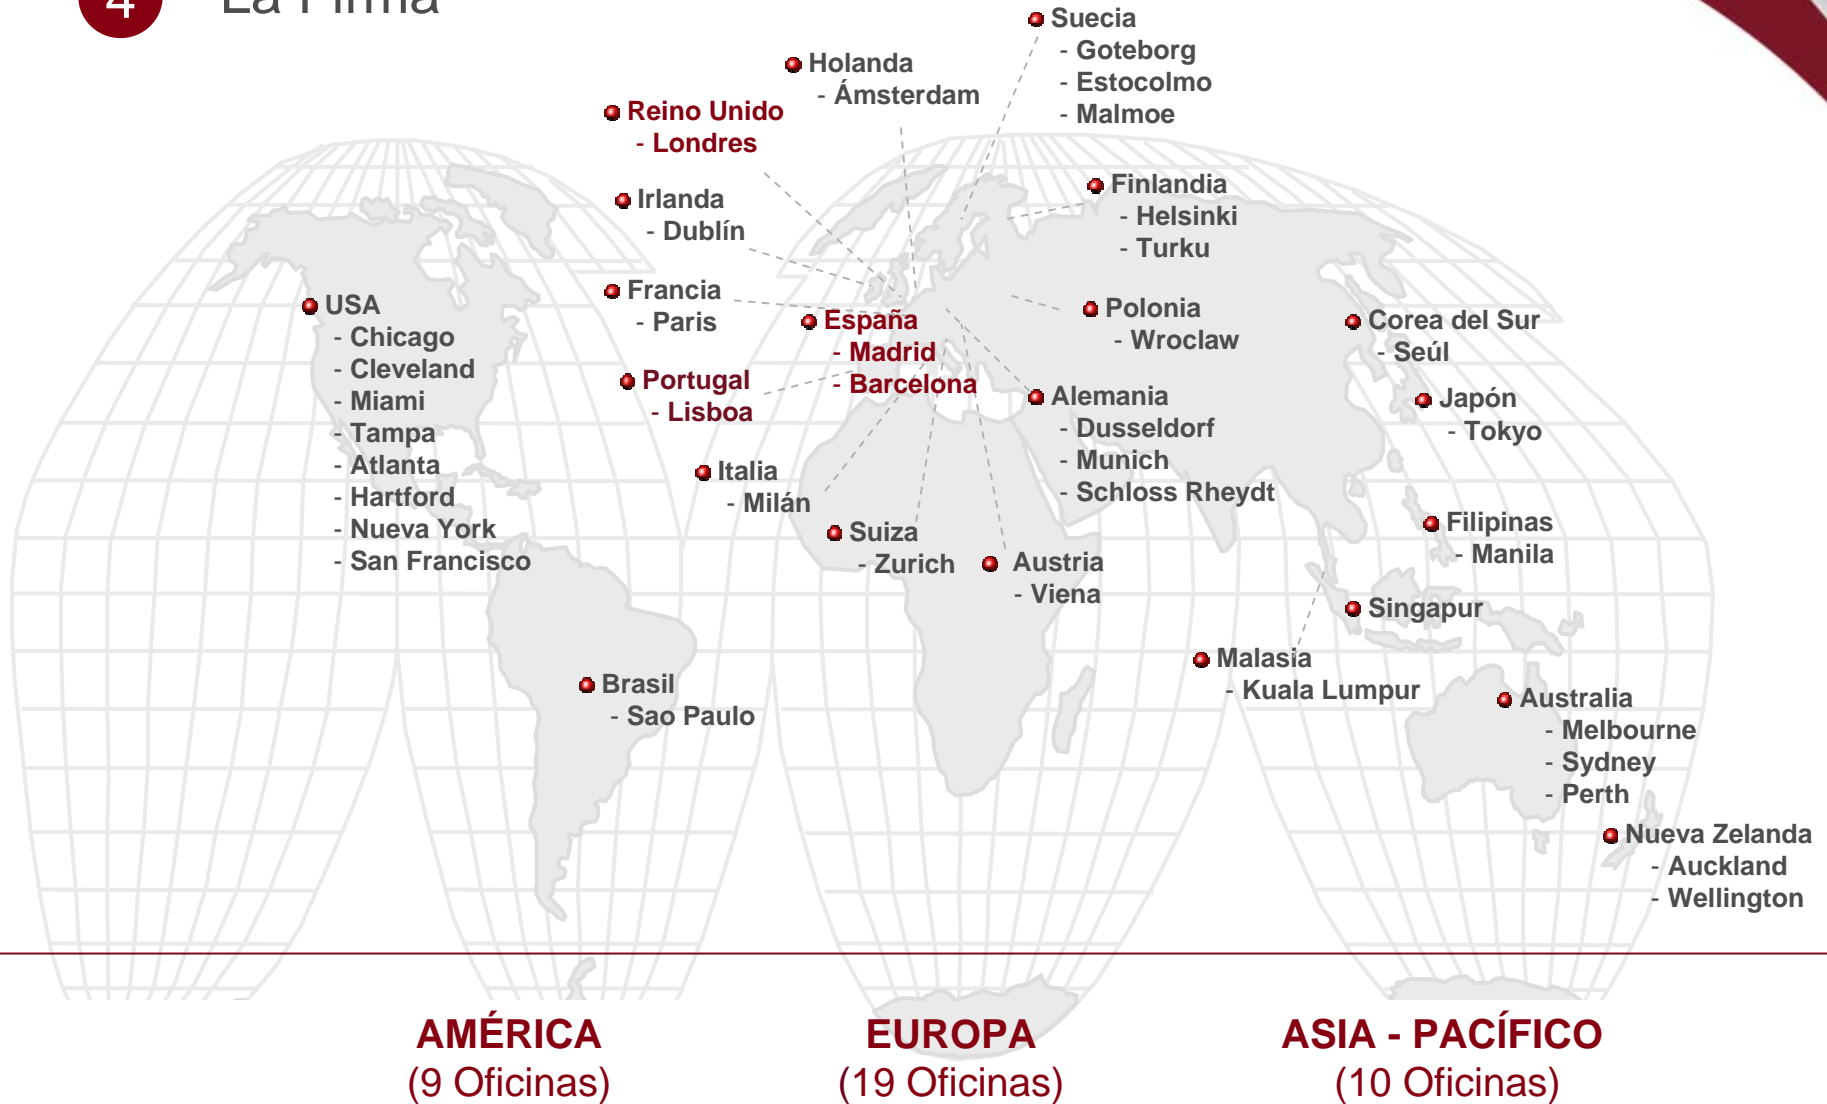 4 La Firma
Suecia
- Goteborg
- Estocolmo
- Malmoe
Holanda
- Ámsterdam
Reino Unido
- Londres
Irlanda
- Dublín
Finlandia
- Helsinki
- Turku
Francia
- Paris
España
- Madrid
- Barcelona
Portugal
- Lisboa
Polonia
- Wroclaw
Alemania
- Dusseldorf
- Munich
- Schloss Rheydt
Italia
- Milán
Suiza
- Zurich
Austria
- Viena
USA
- Chicago
- Cleveland
- Miami
- Tampa
- Atlanta
- Hartford
- Nueva York
- San Francisco
Brasil
- Sao Paulo
Corea del Sur
- Seúl
Japón
- Tokyo
Filipinas
- Manila
Singapur
Malasia
- Kuala Lumpur
Australia
- Melbourne
- Sydney
- Perth
Nueva Zelanda
- Auckland
- Wellington
AMÉRICA
(9 Oficinas)
EUROPA
(19 Oficinas)
ASIA - PACÍFICO
(10 Oficinas)